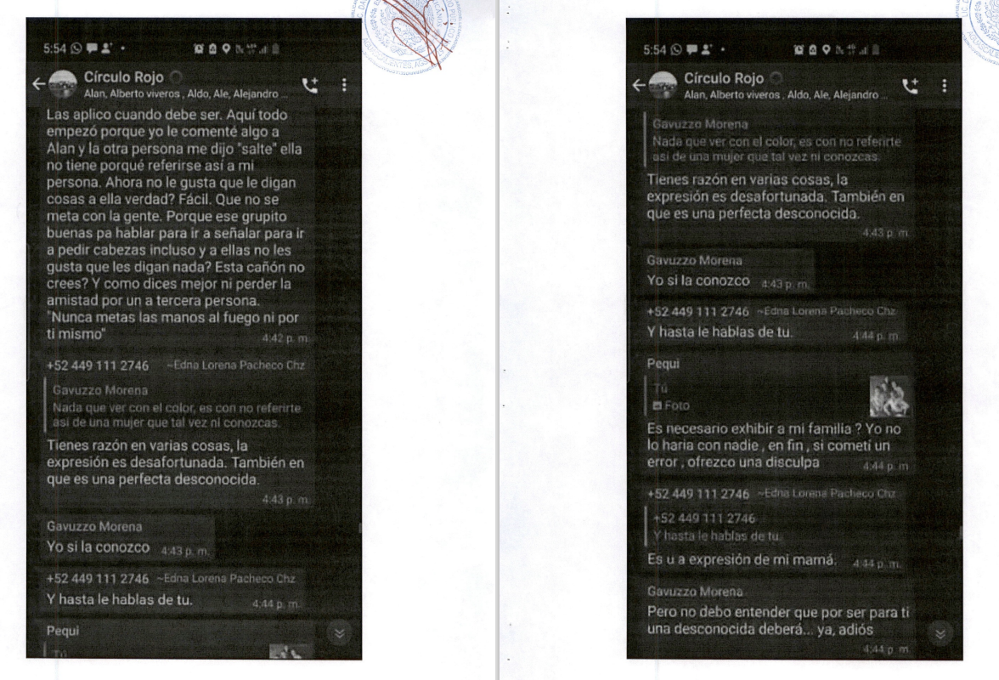 5:54
Círculo Rojo
Alan, Alberto viveros , Aldo, Ale, Alejandro ...
Las aplico cuando debe ser. Aquí todo
empezó porque yo le comenté algo a
Alan y la otra persona me dijo "salte" ella
no tiene porqué referirse así a mi
persona. Ahora no le gusta que le digan
cosas a ella verdad? Fácil. Que no se
meta con la gente. Porque ese grupito
buenas pa hablar para ir a señalar para ir
a pedir cabezas incluso y a ellas no les
gusta que les digan nada? Esta cañón no
crees? Y como dices mejor ni perder la
amistad por un a tercera persona.
"Nunca metas las manos al fuego ni por
ti mismo"
4:42 p. m.
+52 449 111 2746 ~Edna Lorena Pacheco Chz
Gavuzzo Morena
Nada que ver con el color, es con no referirte
asi de una mujer que tal vez ni conozcas.
Tienes razón en varias cosas, la
expresión es desafortunada. También en
que es una perfecta desconocida.
4:43 p. m.
Gavuzzo Morena
Yo si la conozco 4:43 p. m.
+52 449 111 2746 ~Edna Lorena Pacheco Chz
Y hasta le hablas de tu. 4:44 p. m.
Pequi
Tú
5:54
4G
Círculo Rojo
Alan, Alberto viveros , Aldo, Ale, Alejandro ...
Gavuzzo Morena
Nada que ver con el color, es con no referirte
asi de una mujer que tal vez ni conozcas.
Tienes razón en varias cosas, la
expresión es desafortunada. También en
que es una perfecta desconocida.
4:43 p. m.
Gavuzzo Morena
Yo si la conozco 4:43 p. m.
+52 449 111 2746 ~Edna Lorena Pacheco Chz
Y hasta le hablas de tu. 4:44 p. m.
Pequi
Tú
Foto
Es necesario exhibir a mi familia ? Yo no
lo haria con nadie , en fin , si cometí un
error , ofrezco una disculpa 4:44 p. m.
+52 449 111 2746 ~Edna Lorena Pacheco Chz
+52 449 111 2746
Y hasta le hablas de tu.
Es u a expresión de mi mamá. 4:44 p. m.
Gavuzzo Morena
Pero no debo entender que por ser para ti
una desconocida deberá... ya, adiós
4:44 p. m.